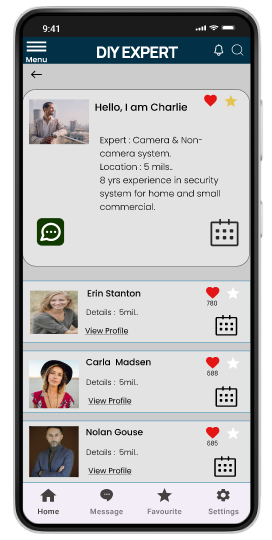 9:41
DIY EXPERT
Menu
Hello, I am Charlie
Expert : Camera & Non-
camera system.
Location : 5 mils..
8 yrs experience in security
system for home and small
commercial.
Erin Stanton
780
Details : 5mil..
View Profile
Carla Madsen
688
Details : 5mil..
View Profile
Nolan Gouse
685
Details : 5mil..
View Profile
Home Message Favourite Settings